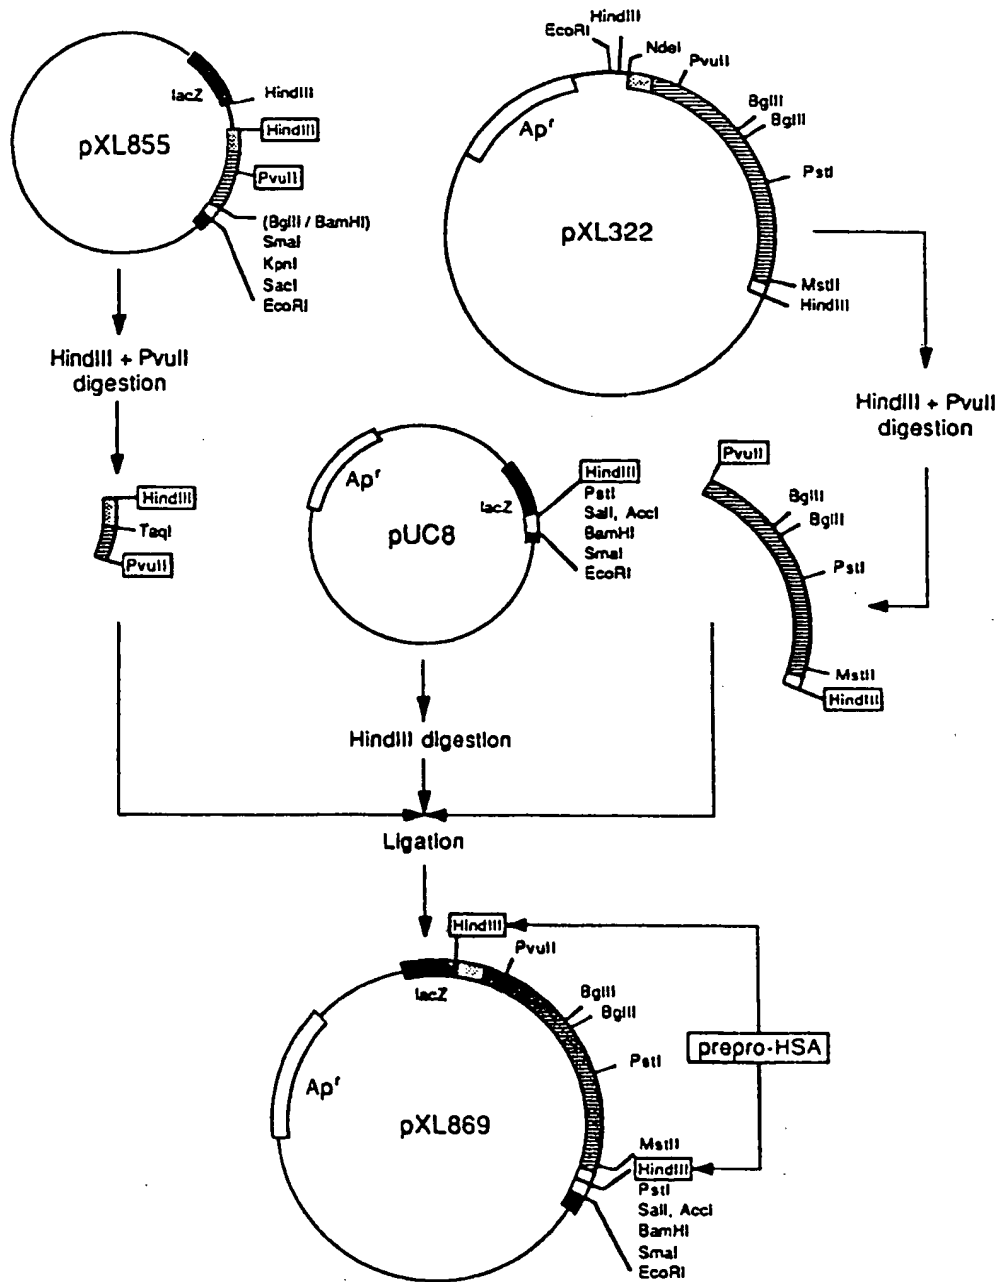 lacZ
HindIII
HindIII
pXL855
PvuII
(BglII / BamHI)
SmaI
KpnI
SacI
EcoRI
HindIII + PvuII
digestion
HindIII
TaqI
PvuII
HindIII
EcoRI
NdeI
PvuII
BglII
BglII
Apʳ
PstI
pXL322
MstII
HindIII
HindIII + PvuII
digestion
PvuII
BglII
BglII
PstI
MstII
HindIII
Apʳ
lacZ
pUC8
HindIII
PstI
SalI, AccI
BamHI
SmaI
EcoRI
HindIII digestion
Ligation
HindIII
PvuII
lacZ
BglII
BglII
prepro-HSA
PstI
Apʳ
pXL869
MstII
HindIII
PstI
SalI, AccI
BamHI
SmaI
EcoRI